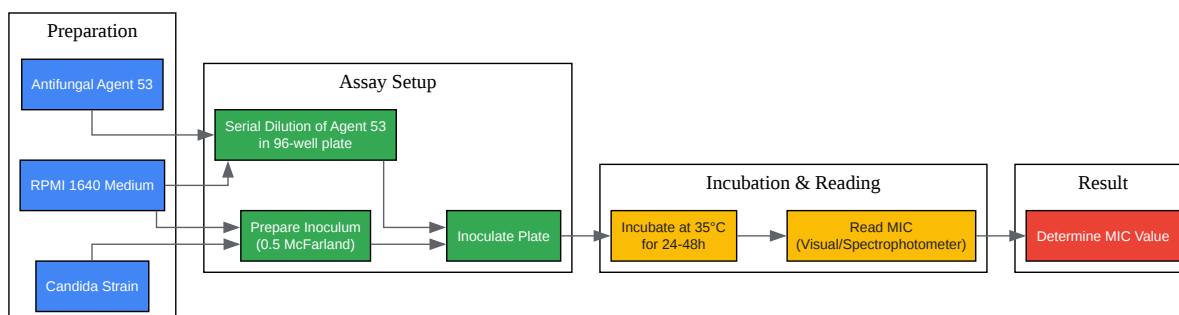 Preparation
Antifungal Agent 53
RPMI 1640 Medium
Candida Strain
Assay Setup
Serial Dilution of Agent 53
in 96-well plate
Prepare Inoculum
(0.5 McFarland)
Inoculate Plate
Incubation & Reading
Incubate at 35°C
for 24-48h
Read MIC
(Visual/Spectrophotometer)
Result
Determine MIC Value